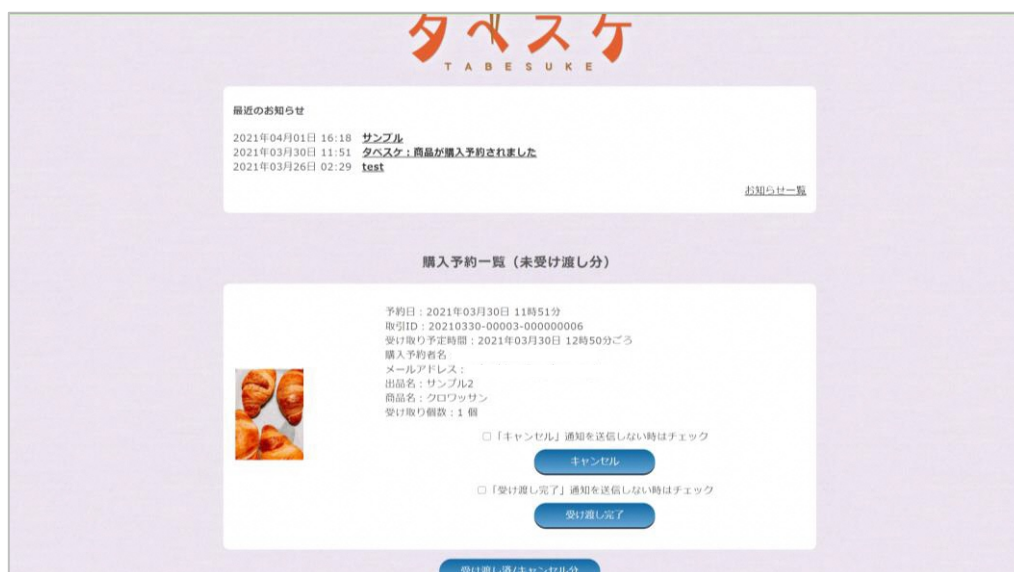 タベスケ
TABESUKE
最近のお知らせ
2021年04月01日 16:18 サンプル
2021年03月30日 11:51 タベスケ：商品が購入予約されました
2021年03月26日 02:29 test
お知らせ一覧
購入予約一覧（未受け渡し分）
予約日：2021年03月30日 11時51分
取引ID：20210330-00003-000000006
受け取り予定時間：2021年03月30日 12時50分ごろ
購入予約者名
メールアドレス：
出品名：サンプル2
商品名：クロワッサン
受け取り個数：1 個
「キャンセル」通知を送信しない時はチェック
キャンセル
「受け渡し完了」通知を送信しない時はチェック
受け渡し完了
受け渡し済/キャンセル分